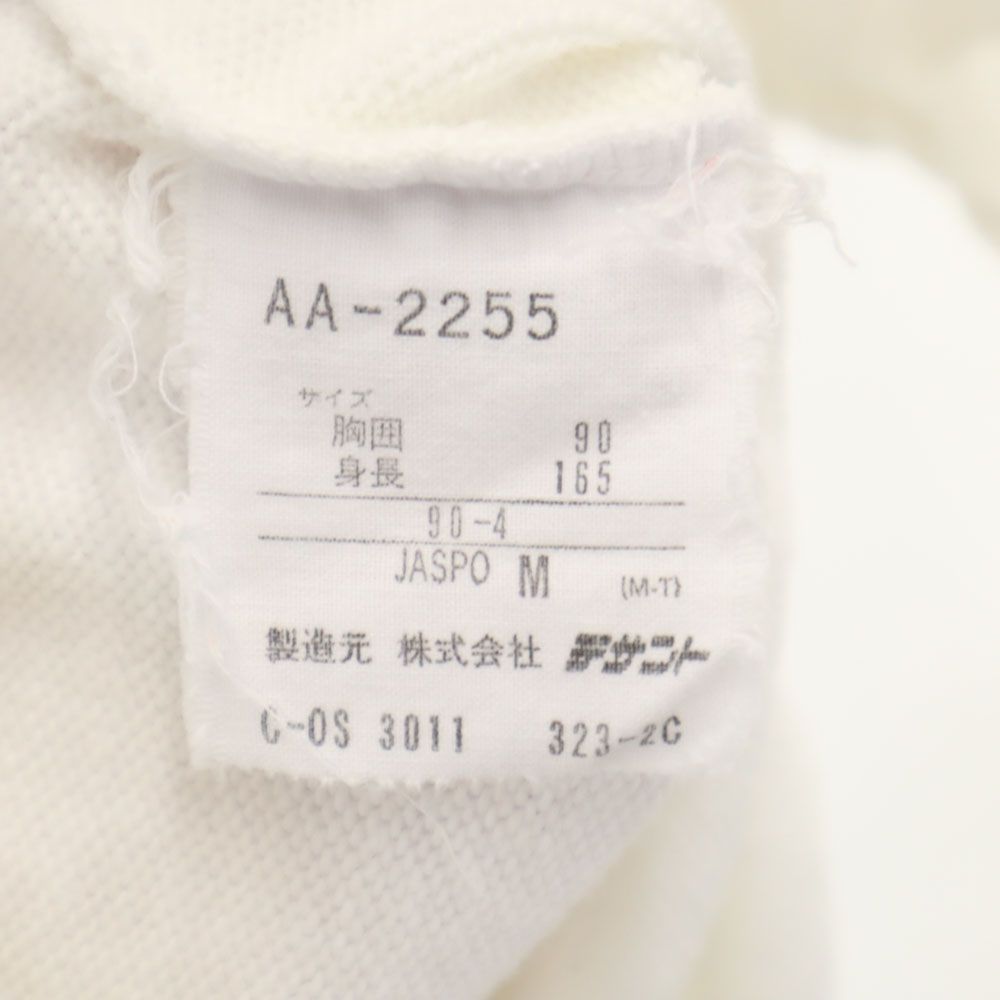 AA-2255
サイズ
胸囲 90
身長 165
90-4
JASPO M (M-T)
製造元 株式会社 デサント
C-OS 3011 323-2C